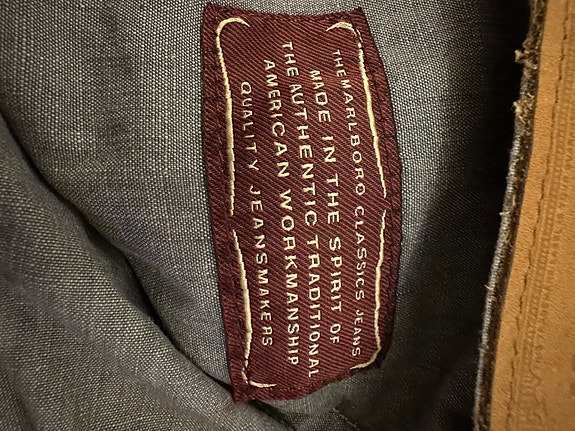 THE MARLBORO CLASSICS JEANS
MADE IN THE SPIRIT OF
THE AUTHENTIC TRADITIONAL
AMERICAN WORKMANSHIP
QUALITY JEANSMAKERS